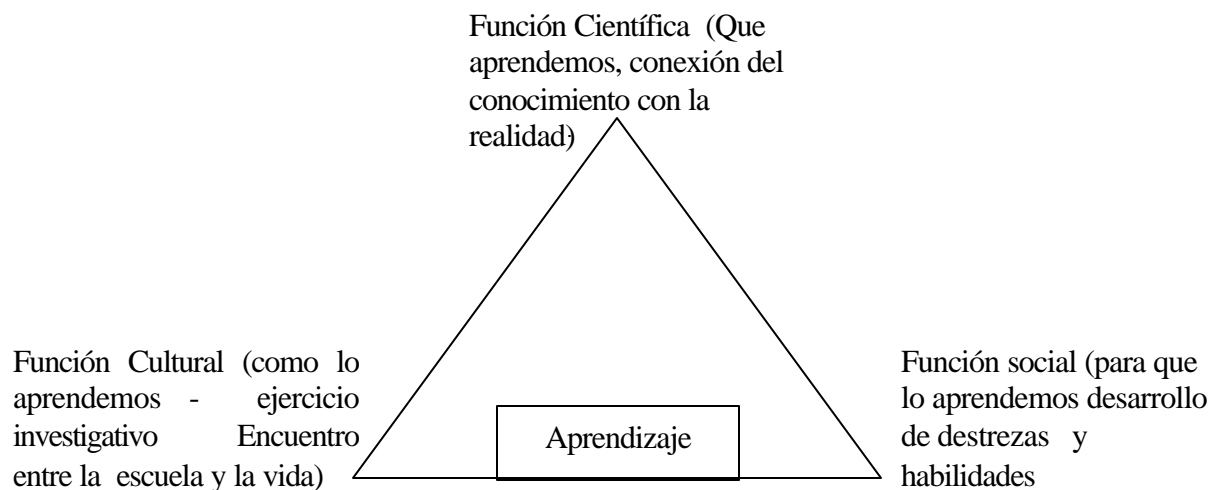 Función Científica (Que
aprendemos, conexión del
conocimiento con la
realidad)
Función Cultural (como lo
aprendemos - ejercicio
investigativo Encuentro
entre la escuela y la vida)
Aprendizaje
Función social (para que
lo aprendemos desarrollo
de destrezas y
habilidades